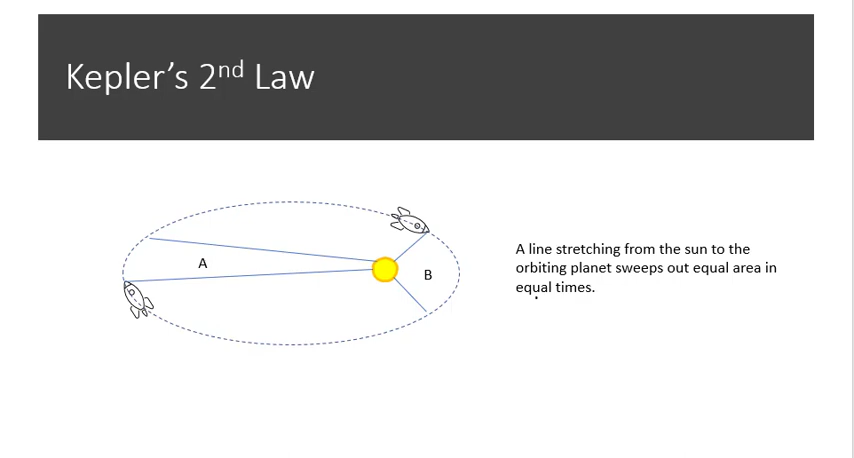 Kepler's 2nd Law
A
B
A line stretching from the sun to the
orbiting planet sweeps out equal area in
equal times.